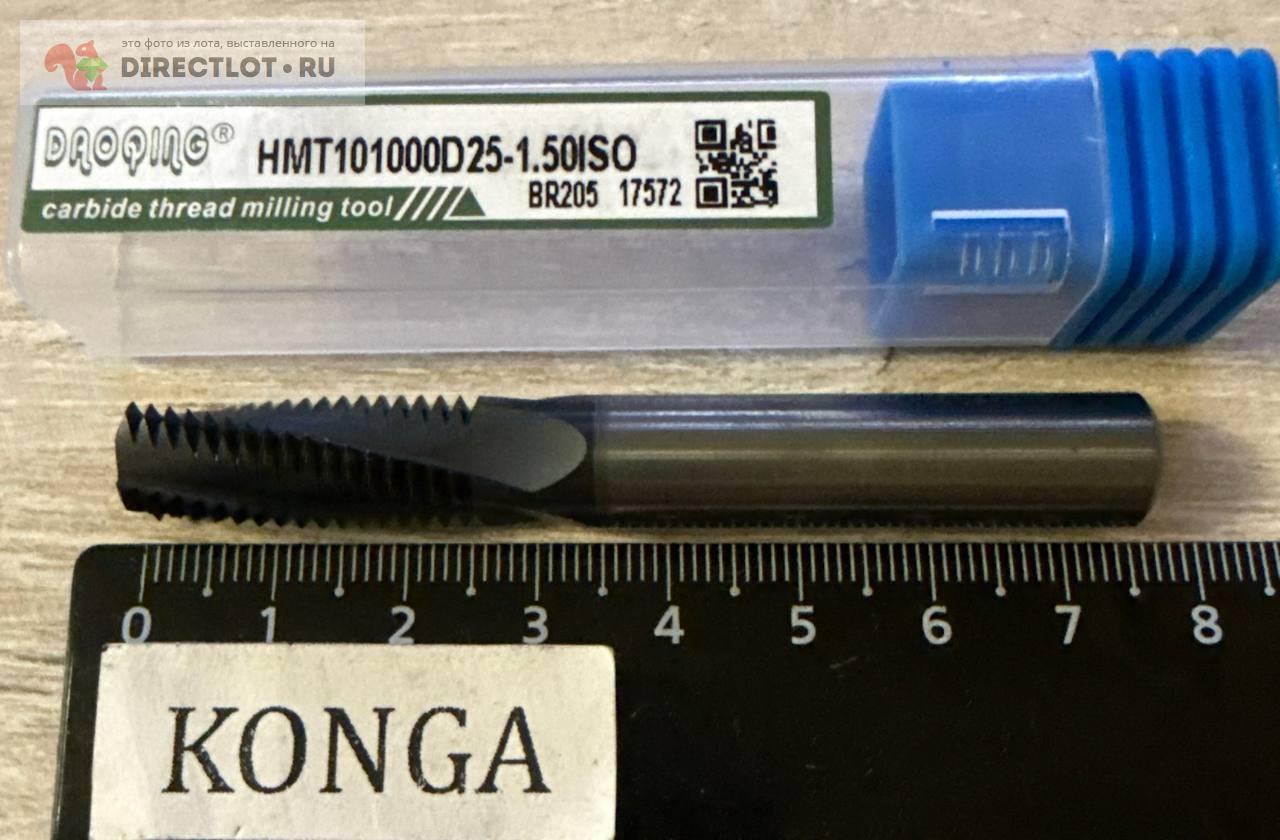 это фото из лота, выставленного на
DIRECTLOT•RU
DAOQING® HMT101000D25-1.50ISO
BR205 17572
carbide thread milling tool
0 1 2 3 4 5 6 7 8
KONGA